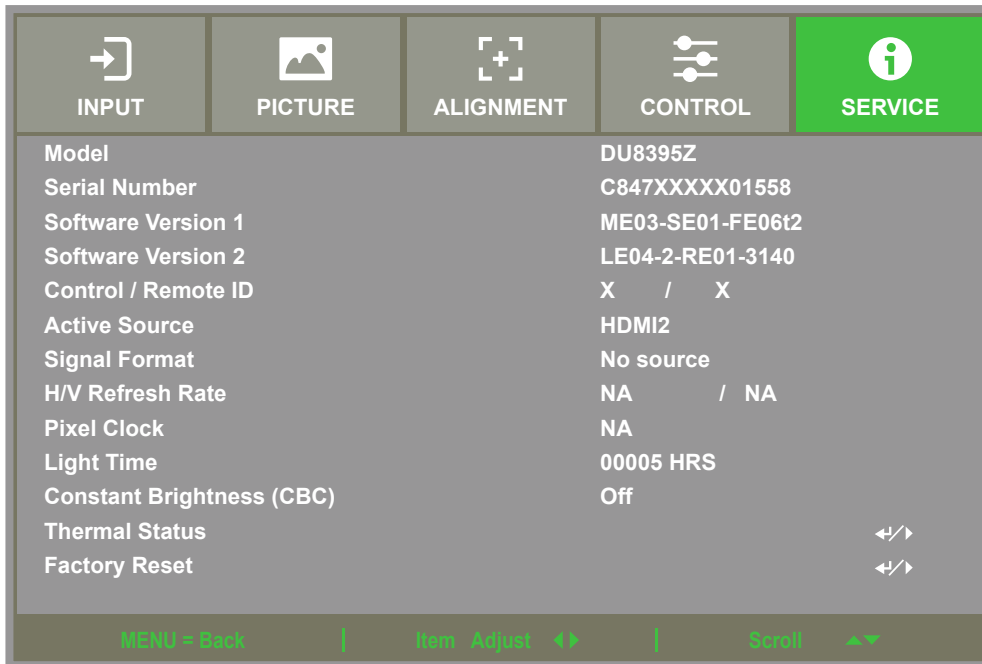 INPUT PICTURE ALIGNMENT CONTROL SERVICE
Model DU8395Z
Serial Number C847XXXXX01558
Software Version 1 ME03-SE01-FE06t2
Software Version 2 LE04-2-RE01-3140
Control / Remote ID X / X
Active Source HDMI2
Signal Format No source
H/V Refresh Rate NA / NA
Pixel Clock NA
Light Time 00005 HRS
Constant Brightness (CBC) Off
Thermal Status
Factory Reset
MENU = Back | Item Adjust | Scroll